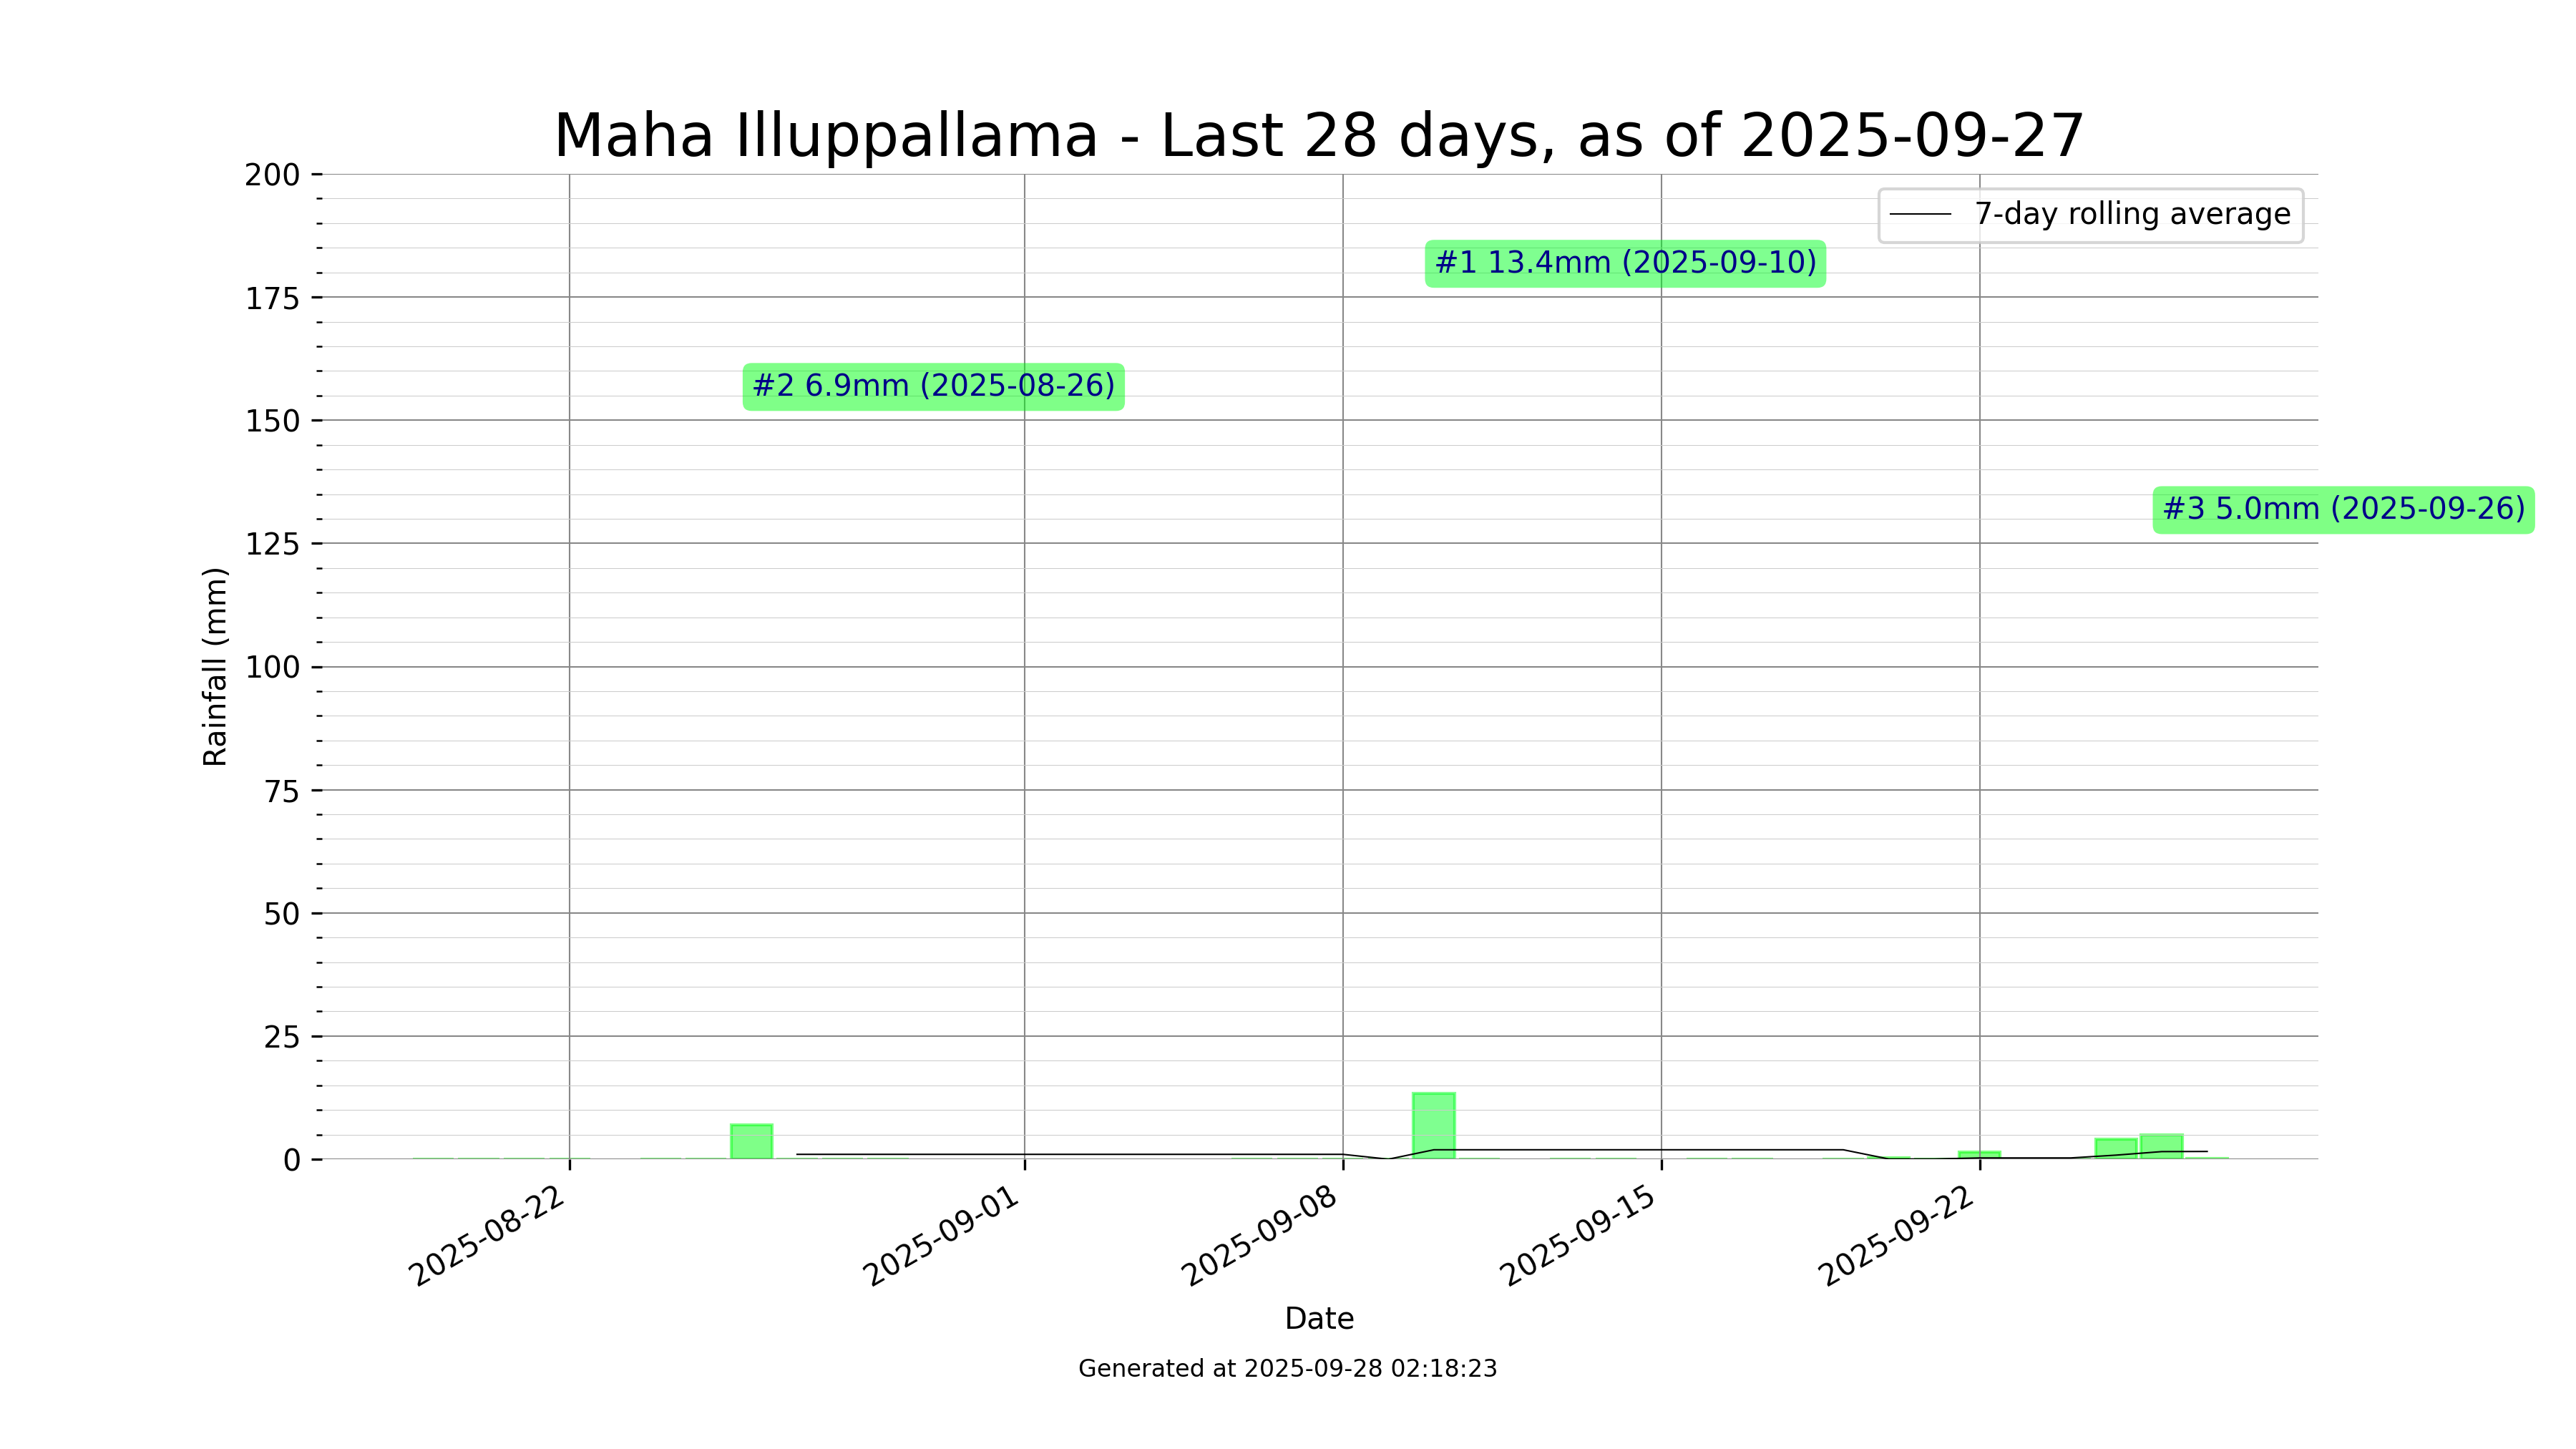 Maha Illuppallama - Last 28 days, as of 2025-09-27
200
175
150
125
100
75
50
25
0
Rainfall (mm)
7-day rolling average
#1 13.4mm (2025-09-10)
#2 6.9mm (2025-08-26)
#3 5.0mm (2025-09-26)
2025-08-22
2025-09-01
2025-09-08
2025-09-15
2025-09-22
Date
Generated at 2025-09-28 02:18:23